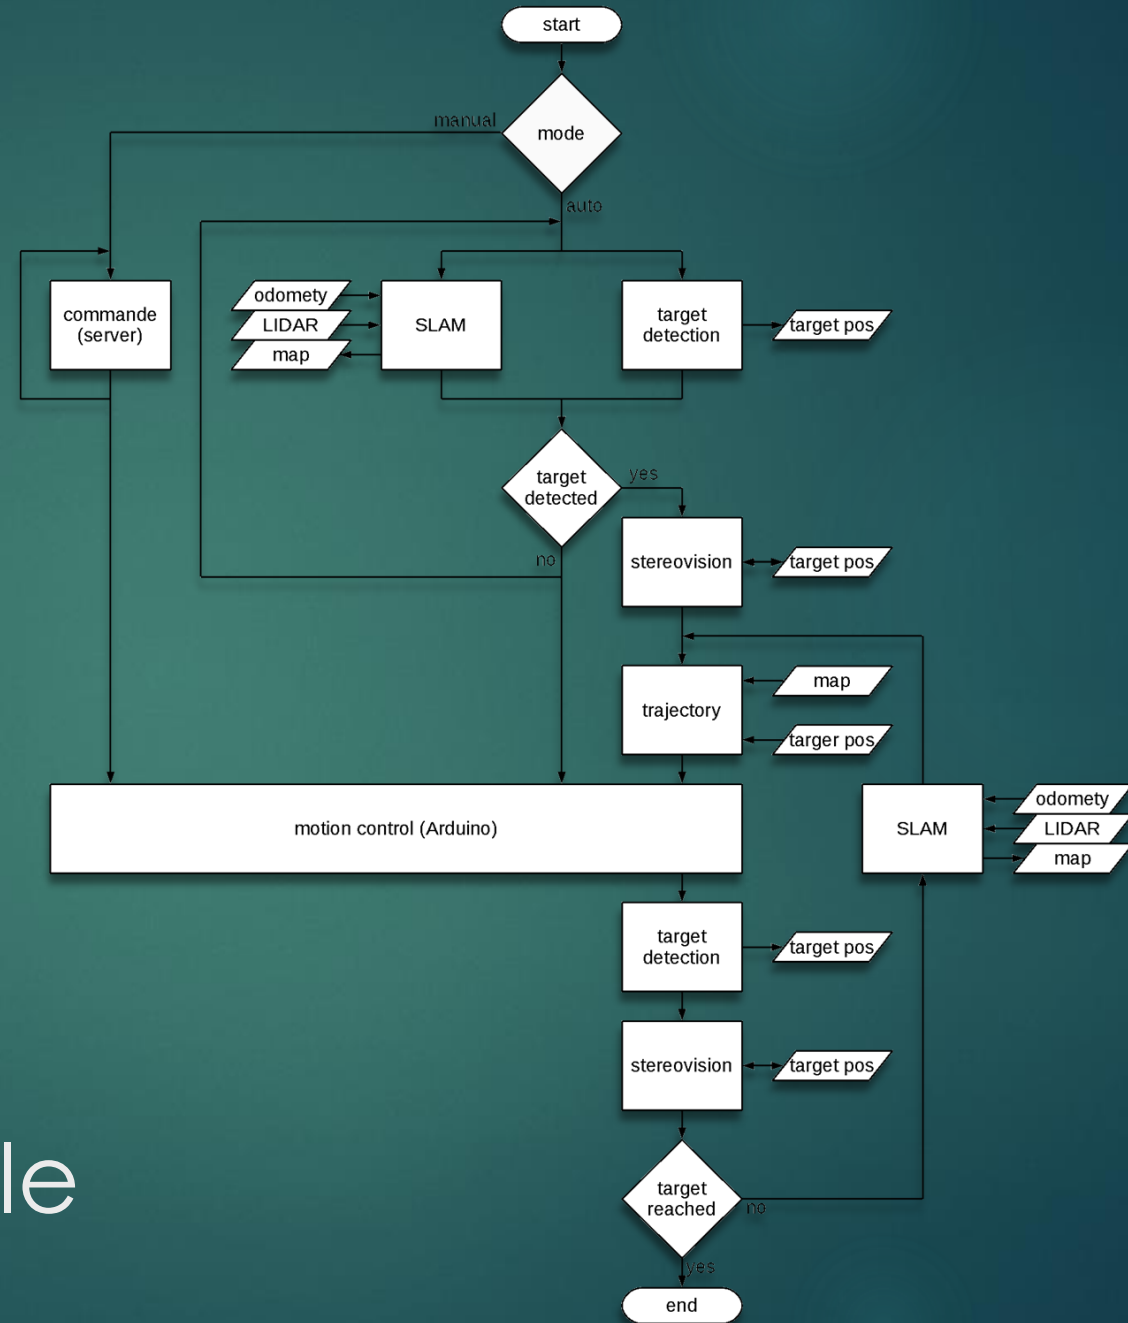 start
mode
manual
auto
commande
(server)
odomety
LIDAR
map
SLAM
target
detection
target pos
target
detected
yes
no
stereovision
target pos
trajectory
map
targer pos
motion control (Arduino)
SLAM
odomety
LIDAR
map
target
detection
target pos
stereovision
target pos
target
reached
no
yes
end
le